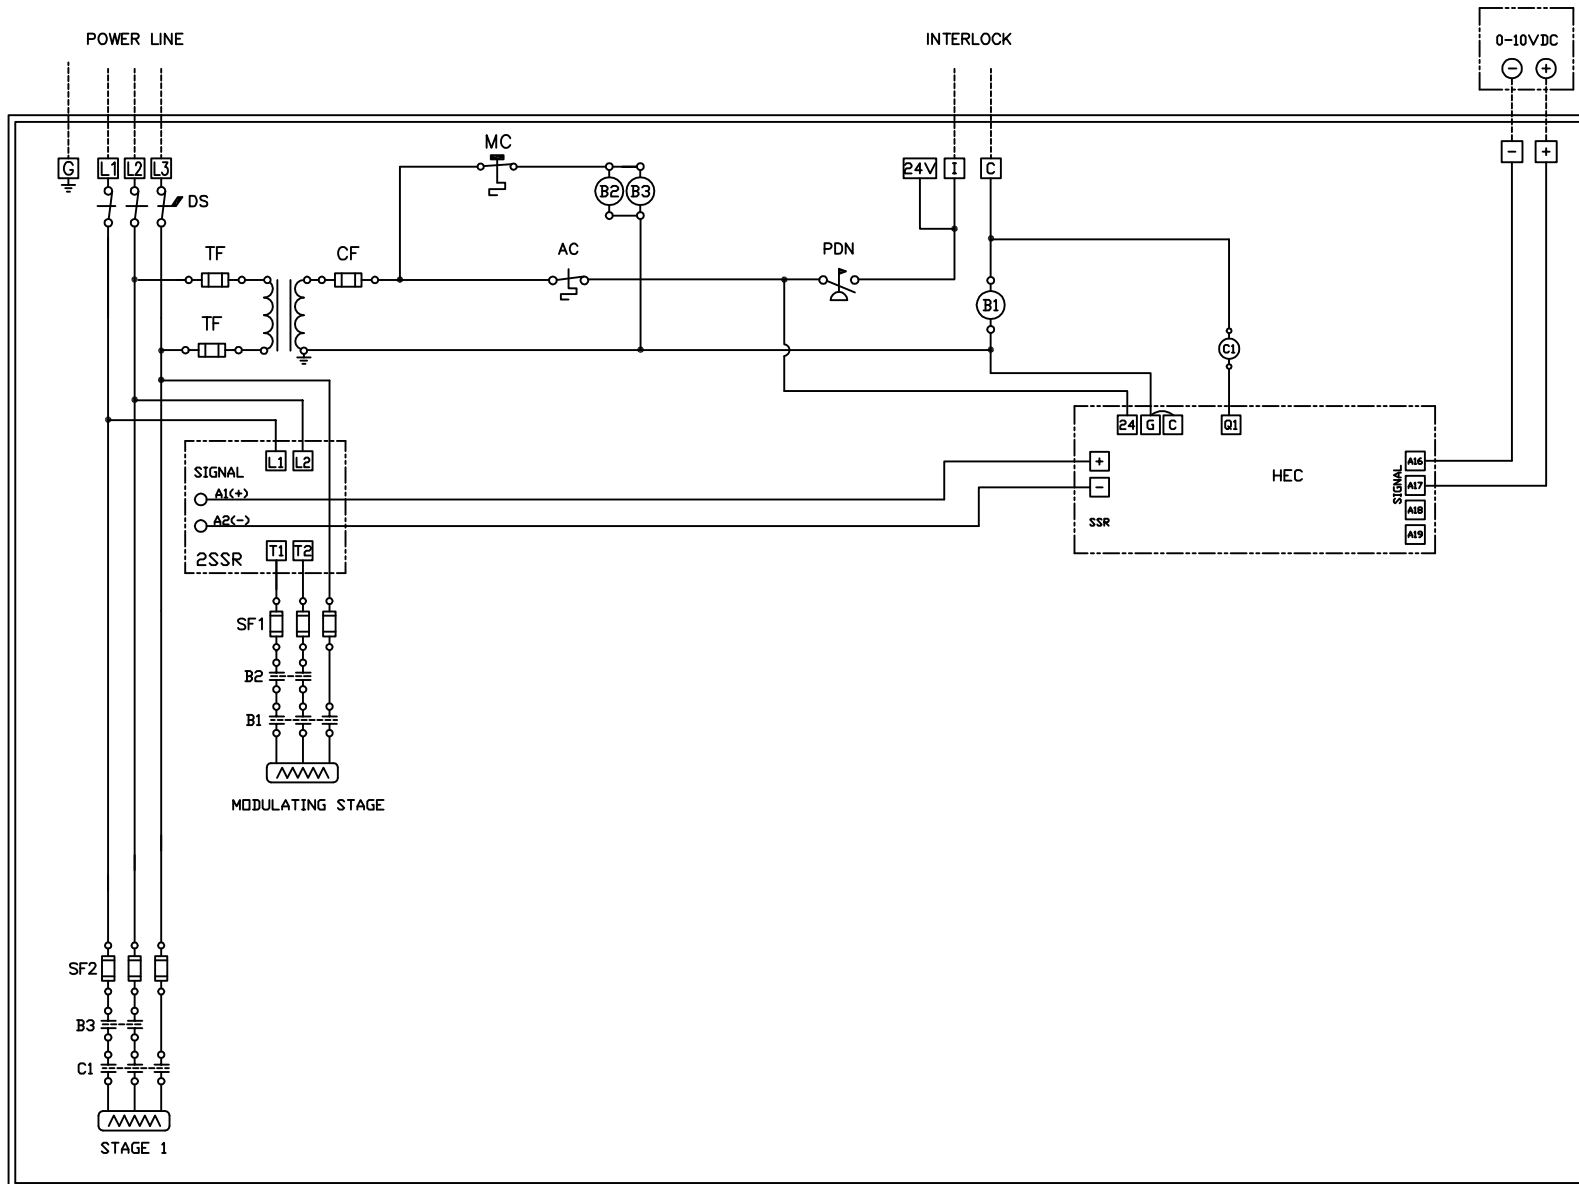 POWER LINE
INTERLOCK
0-10VDC
- +
MC
G L1 L2 L3
24V I C
- +
DS
B2 B3
TF
CF
AC
PDN
B1
TF
C1
24 G C
Q1
L1 L2
SIGNAL
A1(+)
A2(-)
T1 T2
2SSR
+
-
SSR
HEC
SIGNAL
A16
A17
A18
A19
SF1
B2
B1
MODULATING STAGE
SF2
B3
C1
STAGE 1